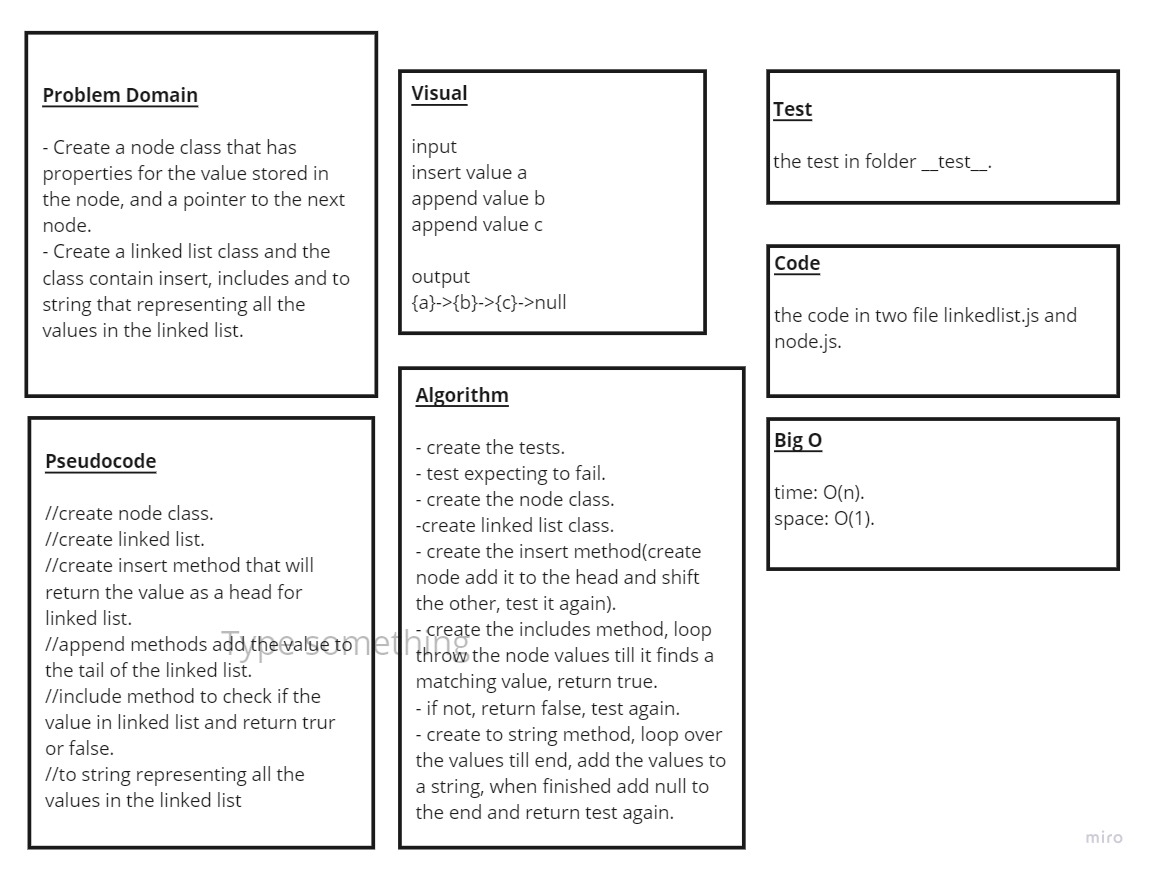 Problem Domain
- Create a node class that has
properties for the value stored in
the node, and a pointer to the next
node.
- Create a linked list class and the
class contain insert, includes and to
string that representing all the
values in the linked list.
Pseudocode
//create node class.
//create linked list.
//create insert method that will
return the value as a head for
linked list.
//append methods add the value to
the tail of the linked list.
//include method to check if the
value in linked list and return trur
or false.
//to string representing all the
values in the linked list
Type something
Visual
input
insert value a
append value b
append value c
output
{a}->{b}->{c}->null
Algorithm
- create the tests.
- test expecting to fail.
- create the node class.
-create linked list class.
- create the insert method(create
node add it to the head and shift
the other, test it again).
- create the includes method, loop
throw the node values till it finds a
matching value, return true.
- if not, return false, test again.
- create to string method, loop over
the values till end, add the values to
a string, when finished add null to
the end and return test again.
Test
the test in folder __test__.
Code
the code in two file linkedlist.js and
node.js.
Big O
time: O(n).
space: O(1).
miro